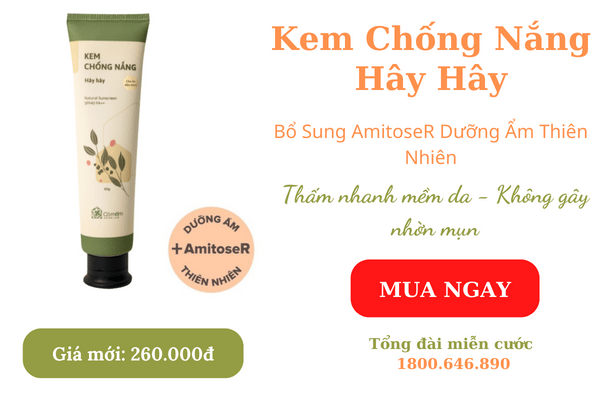 KEM
CHỐNG NẮNG
Hây hây
Natural Sunscreen
Kem Chống Nắng
Hây Hây
Bổ Sung AmitoseR Dưỡng Ẩm Thiên
Nhiên
Thấm nhanh mềm da - Không gây
nhờn mụn
DƯỠNG ẨM
+AmitoseR
THIÊN NHIÊN
MUA NGAY
Giá mới: 260.000đ
Tổng đài miễn cước
1800.646.890